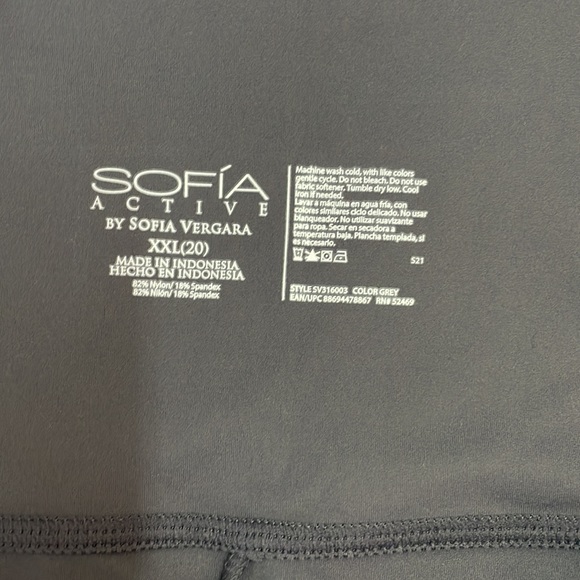 SOFÍA
ACTIVE
BY SOFIA VERGARA
XXL(20)
MADE IN INDONESIA
HECHO EN INDONESIA
82% Nylon/ 18% Spandex
82% Nilón/ 18% Spandex
Machine wash cold, with like colors
gentle cycle. Do not bleach. Do not use
fabric softener. Tumble dry low. Cool
iron if needed.
Lavar a máquina en agua fría, con
colores similares ciclo delicado. No usar
blanqueador. No utilizar suavizante
para ropa. Secar en secadora a
temperatura baja. Plancha templada, si
es necesario.
S21
STYLE SV316003 COLOR GREY
EAN/UPC 88694478867 RN# 52469